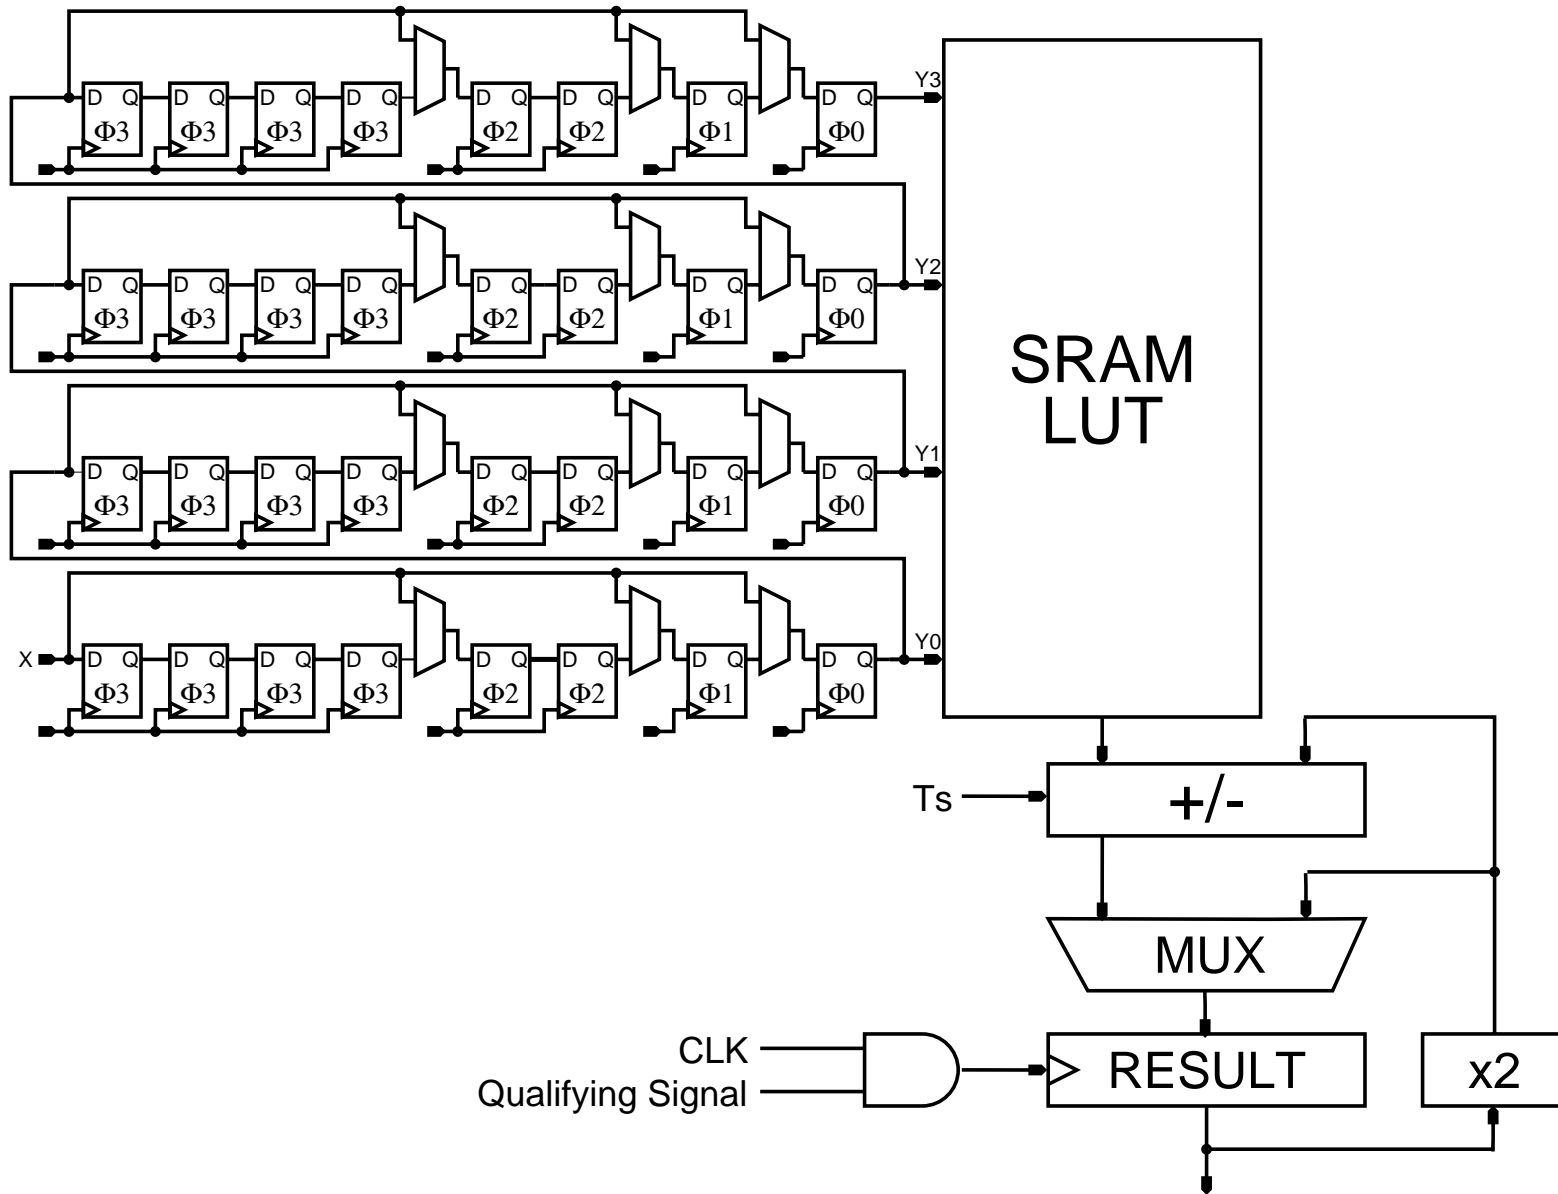 Y3
D Q D Q D Q D Q D Q D Q D Q D Q
Φ3 Φ3 Φ3 Φ3 Φ2 Φ2 Φ1 Φ0
Y2
D Q D Q D Q D Q D Q D Q D Q D Q
Φ3 Φ3 Φ3 Φ3 Φ2 Φ2 Φ1 Φ0
SRAM
LUT
Y1
D Q D Q D Q D Q D Q D Q D Q D Q
Φ3 Φ3 Φ3 Φ3 Φ2 Φ2 Φ1 Φ0
Y0
X D Q D Q D Q D Q D Q D Q D Q D Q
Φ3 Φ3 Φ3 Φ3 Φ2 Φ2 Φ1 Φ0
Ts +/-
MUX
CLK
Qualifying Signal
RESULT
x2